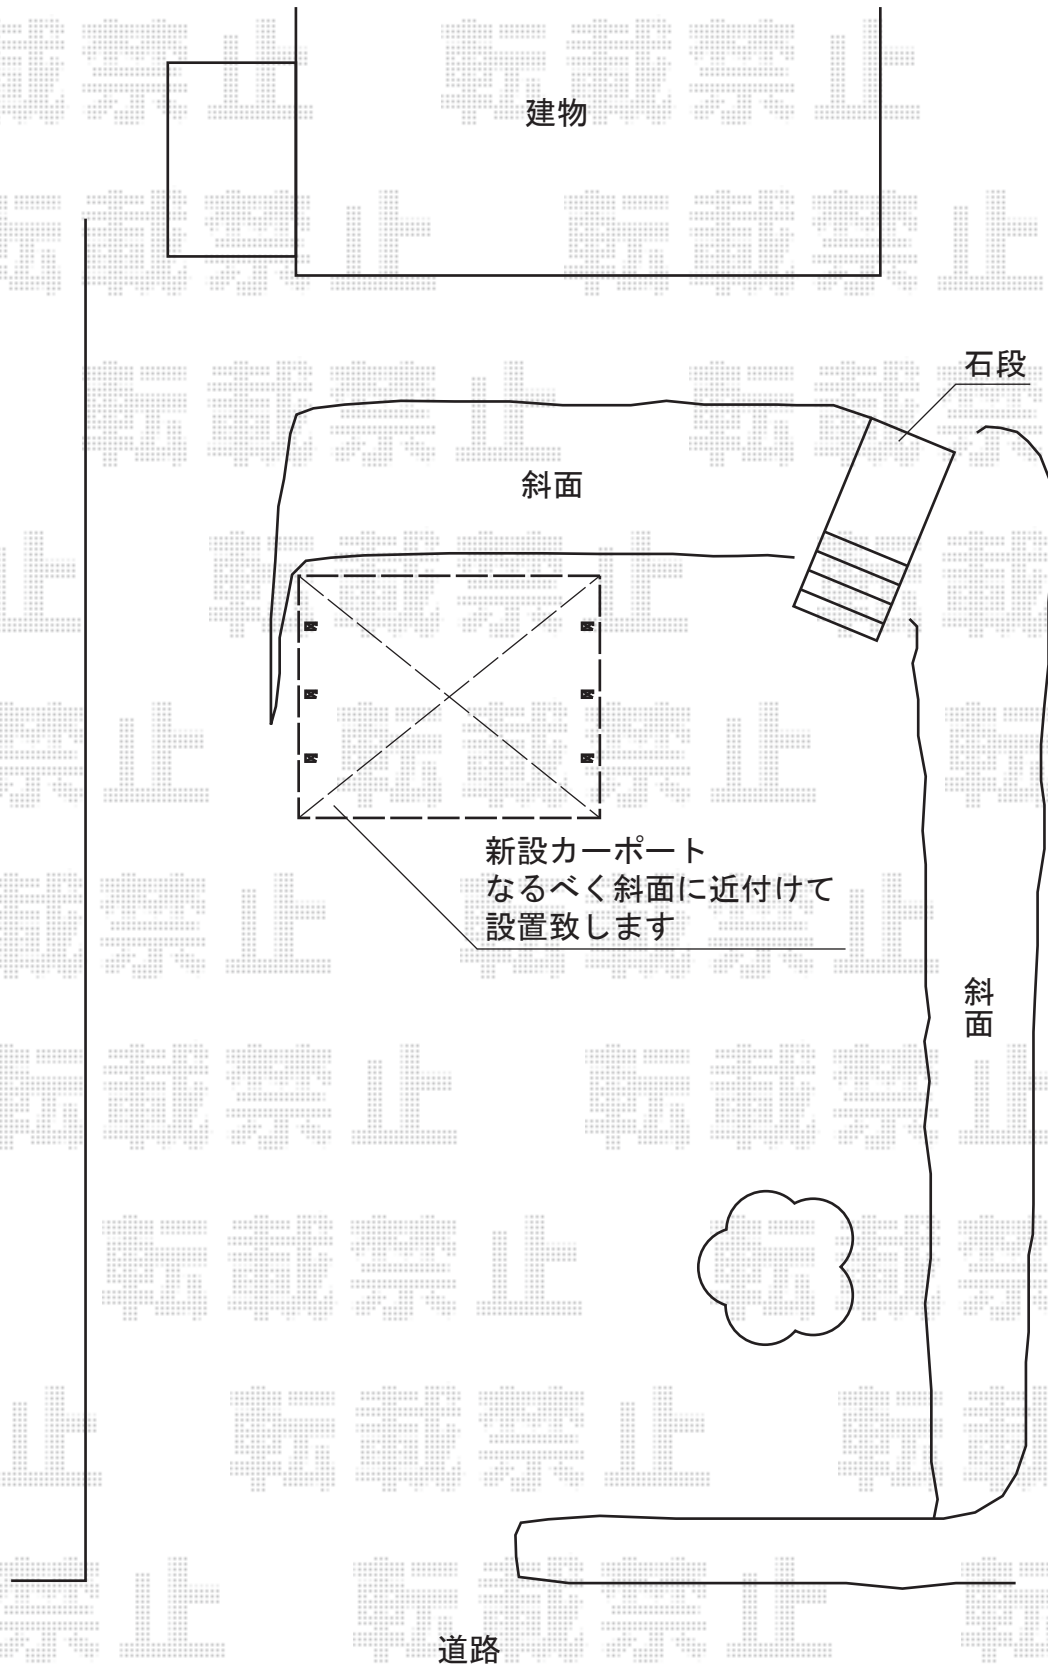 建物
石段
斜面
新設カーポート
なるべく斜面に近付けて
設置致します
斜面
道路
転載禁止